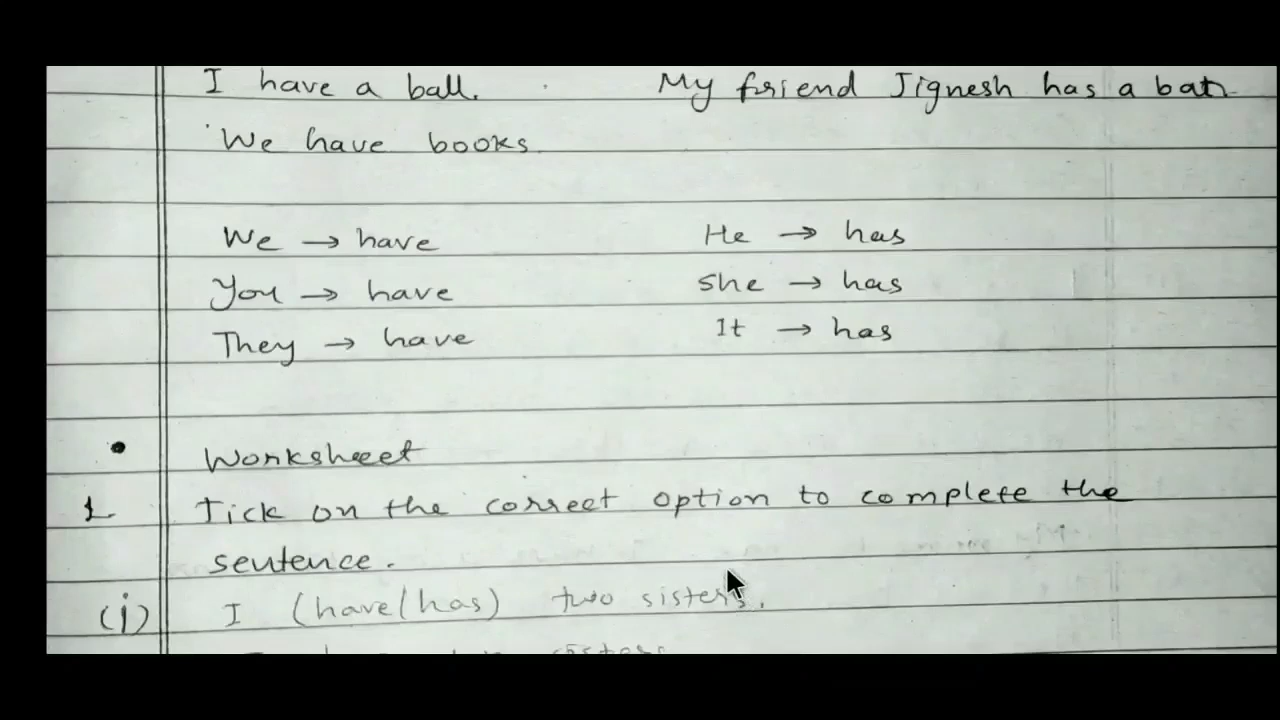 I have a ball. My friend Jignesh has a bat
We have books
We → have He → has
You → have She → has
They → have It → has
• Worksheet
1 Tick on the correct option to complete the
sentence.
(i) I (have/has) two sisters.
sisters